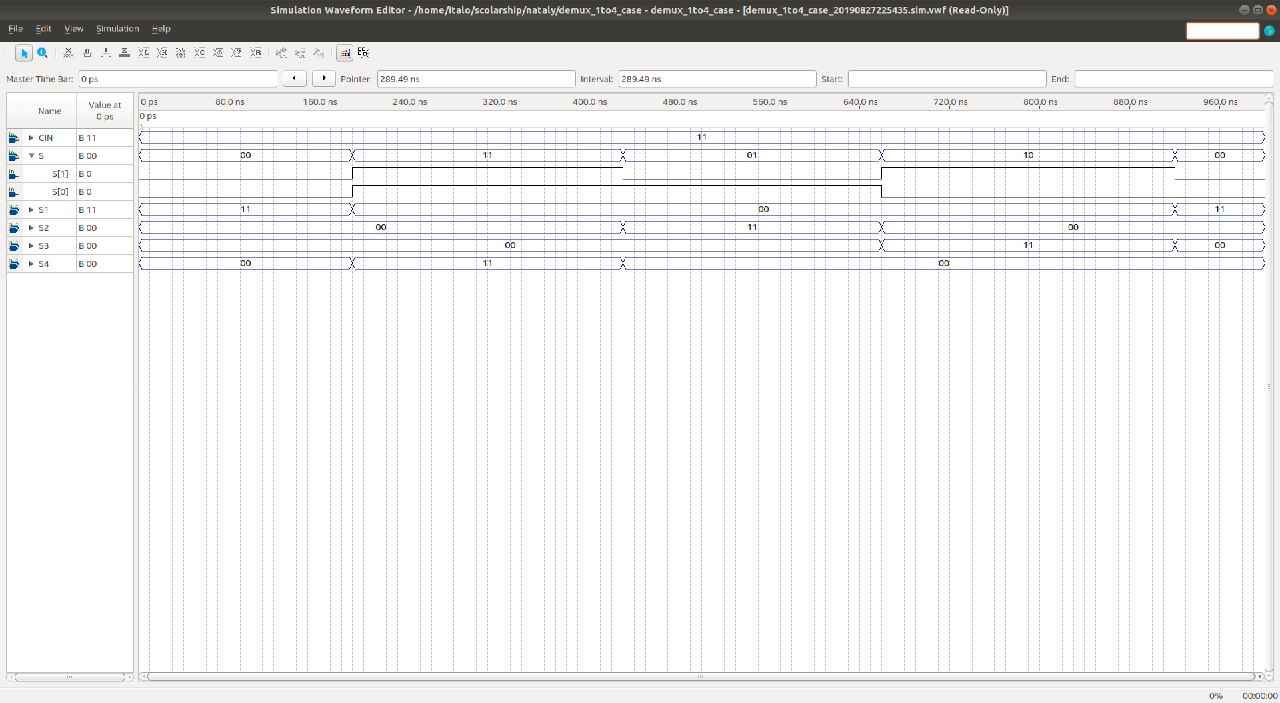 Simulation Waveform Editor - /home/italo/scolarship/nataly/demux_1to4_case - demux_1to4_case - [demux_1to4_case_20190827225435.sim.vwf (Read-Only)]
File Edit View Simulation Help
Master Time Bar: 0 ps Pointer: 289.49 ns Interval: 289.49 ns Start: End:
Name Value at 0 ps
0 ps 80.0 ns 160.0 ns 240.0 ns 320.0 ns 400.0 ns 480.0 ns 560.0 ns 640.0 ns 720.0 ns 800.0 ns 880.0 ns 960.0 ns
0 ps
CIN B 11 11
S B 00 00 11 01 10 00
S[1] B 0
S[0] B 0
S1 B 11 11 00 11
S2 B 00 00 11 00
S3 B 00 00 11 00
S4 B 00 00 11 00
0% 00:00:00